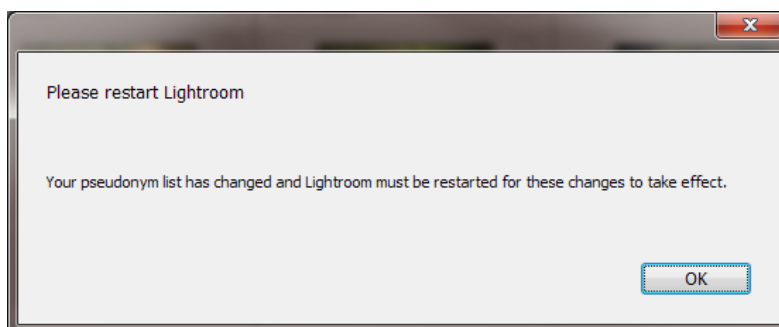 Please restart Lightroom
Your pseudonym list has changed and Lightroom must be restarted for these changes to take effect.
OK